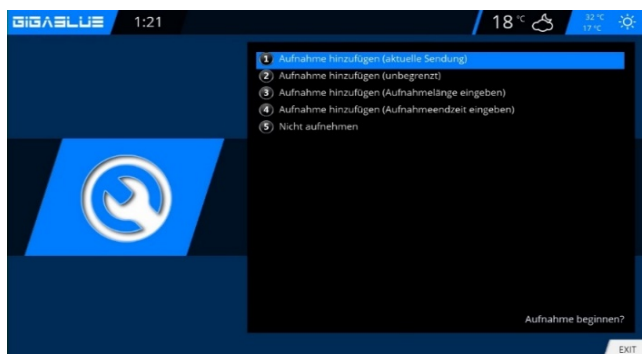 GIGABLUE 1:21 18 °C 32 °C
17 °C
1 Aufnahme hinzufügen (aktuelle Sendung)
2 Aufnahme hinzufügen (unbegrenzt)
3 Aufnahme hinzufügen (Aufnahmelänge eingeben)
4 Aufnahme hinzufügen (Aufnahmeendzeit eingeben)
5 Nicht aufnehmen
Aufnahme beginnen?
EXIT